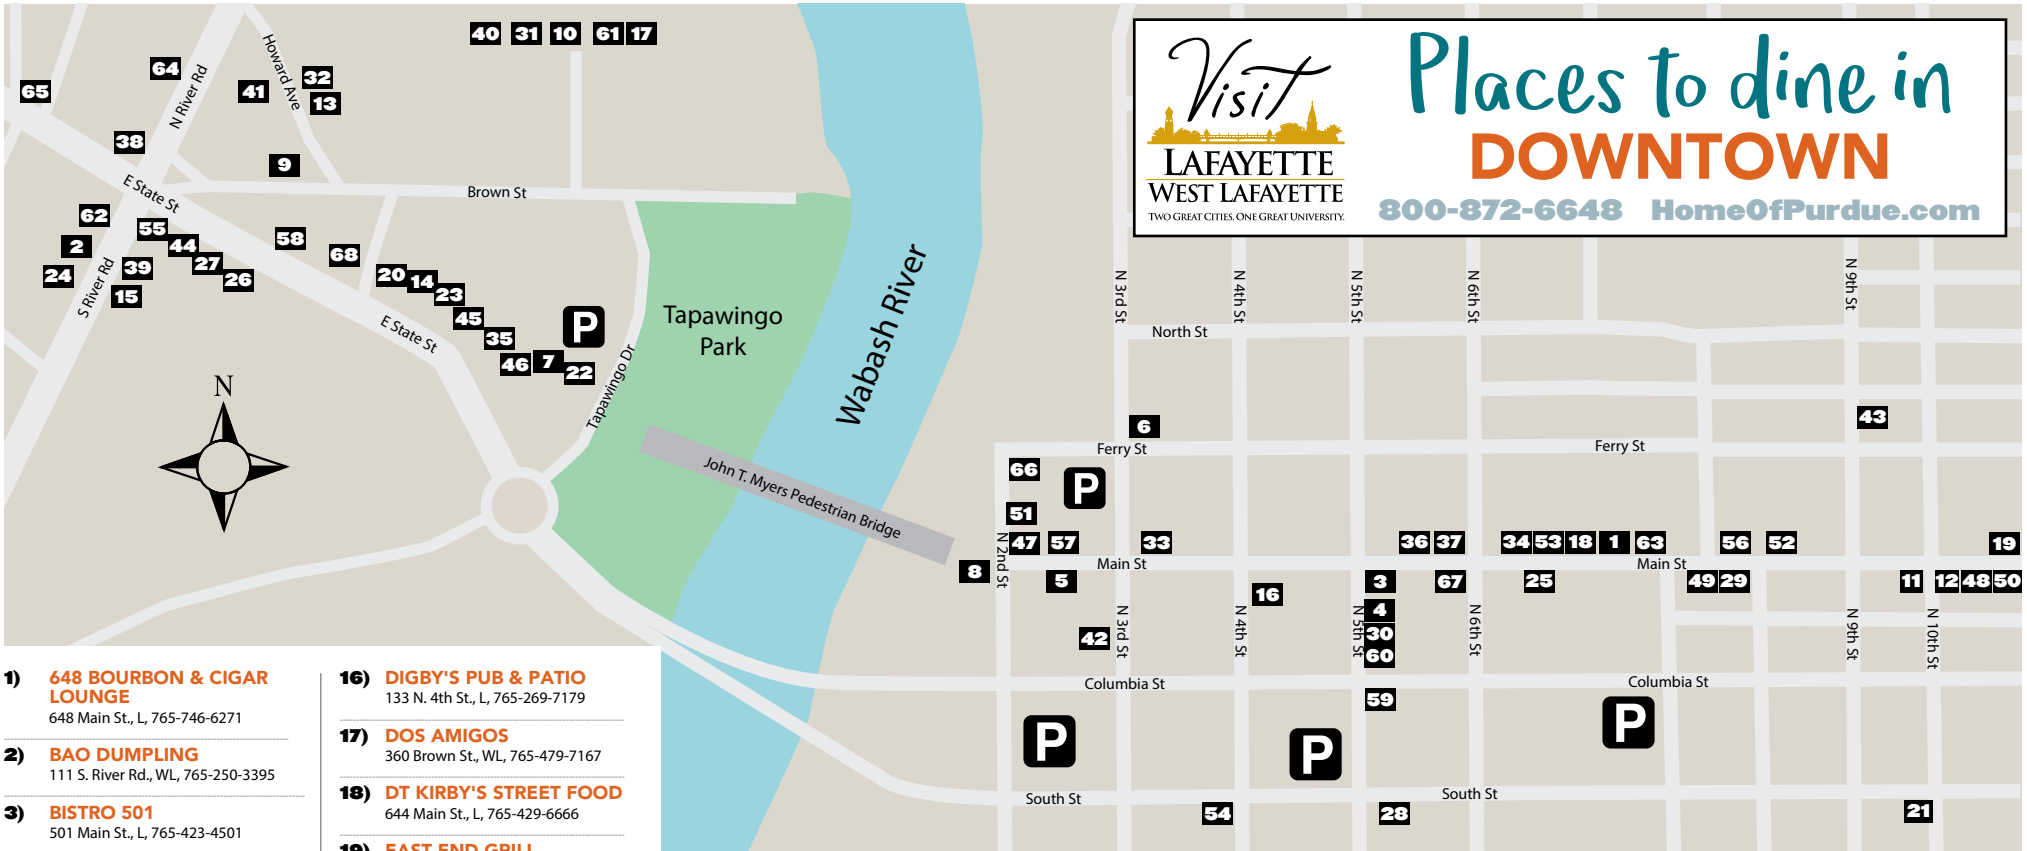 40 31 10 61 17
65
64
N River Rd
Howard Ave
41
32
13
38
9
E State St
Brown St
62
2
24
55
44
27
26
39
15
S River Rd
58
68
20 14
23
45
35
46 7 22
P
E State St
Tapawingo Dr
Tapawingo
Park
Wabash River
John T. Myers Pedestrian Bridge
N
Visit
LAFAYETTE
WEST LAFAYETTE
TWO GREAT CITIES. ONE GREAT UNIVERSITY.
Places to dine in
DOWNTOWN
800-872-6648 HomeOfPurdue.com
N 3rd St
N 4th St
N 5th St
N 6th St
N 9th St
North St
6
43
Ferry St
Ferry St
66
P
51
47 57 33 36 37 34 53 18 1 63 56 52 19
N 2nd St
Main St
Main St
8 5 3 67 25 49 29 11 12 48 50
16
4
30
60
42
N 3rd St
N 4th St
N 5th St
N 6th St
N 9th St
N 10th St
Columbia St
Columbia St
59
P
P
P
South St
South St
54
28
21
1) 648 BOURBON & CIGAR
LOUNGE
648 Main St., L, 765-746-6271
2) BAO DUMPLING
111 S. River Rd., WL, 765-250-3395
3) BISTRO 501
501 Main St., L, 765-423-4501
16) DIGBY'S PUB & PATIO
133 N. 4th St., L, 765-269-7179
17) DOS AMIGOS
360 Brown St., WL, 765-479-7167
18) DT KIRBY'S STREET FOOD
644 Main St., L, 765-429-6666
19) EAST END GRILL